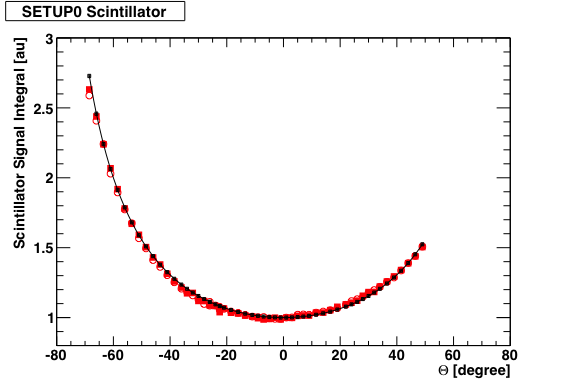 SETUP0 Scintillator
Scintillator Signal Integral [au]
3
2.5
2
1.5
1
-80 -60 -40 -20 0 20 40 60 80
Θ [degree]